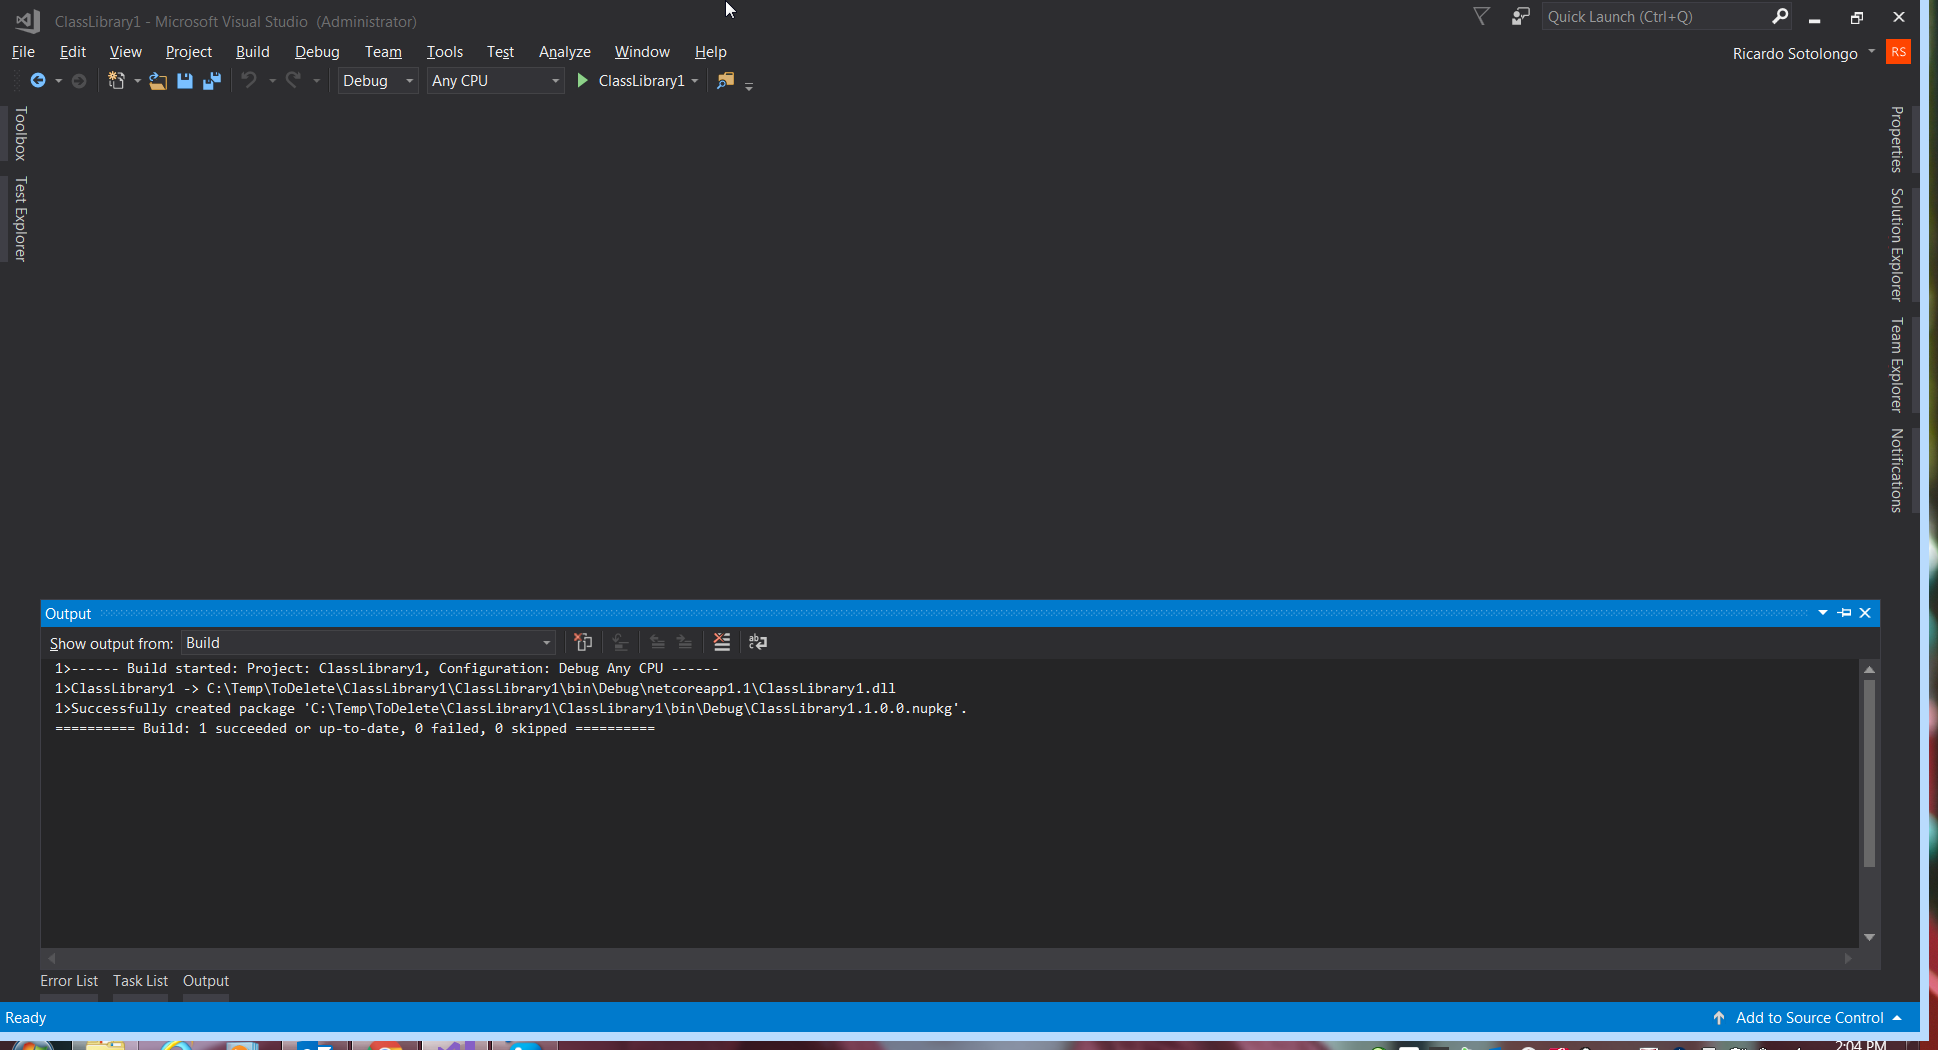 ClassLibrary1 - Microsoft Visual Studio (Administrator)
Quick Launch (Ctrl+Q)
File Edit View Project Build Debug Team Tools Test Analyze Window Help
Ricardo Sotolongo RS
Debug Any CPU ClassLibrary1
Toolbox
Test Explorer
Properties
Solution Explorer
Team Explorer
Notifications
Output
Show output from: Build
1>------ Build started: Project: ClassLibrary1, Configuration: Debug Any CPU ------
1>ClassLibrary1 -> C:\Temp\ToDelete\ClassLibrary1\ClassLibrary1\bin\Debug\netcoreapp1.1\ClassLibrary1.dll
1>Successfully created package 'C:\Temp\ToDelete\ClassLibrary1\ClassLibrary1\bin\Debug\ClassLibrary1.1.0.0.nupkg'.
========== Build: 1 succeeded or up-to-date, 0 failed, 0 skipped ==========
Error List Task List Output
Ready
Add to Source Control
2:04 PM